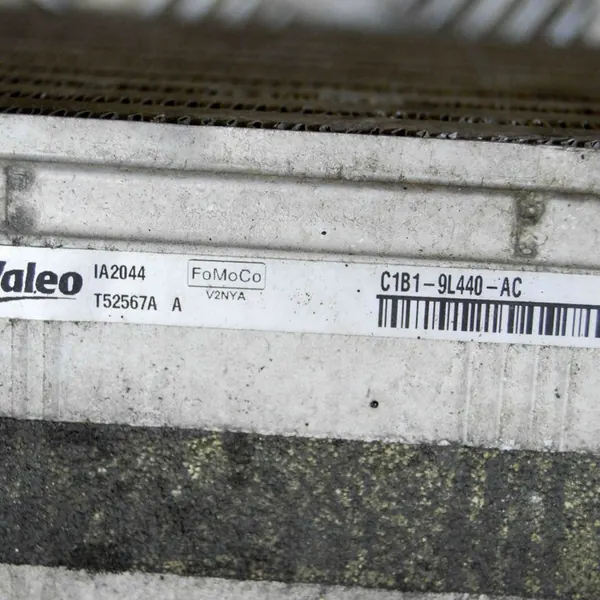 Valeo IA2044 FoMoCo C1B1-9L440-AC
T52567A A V2NYA